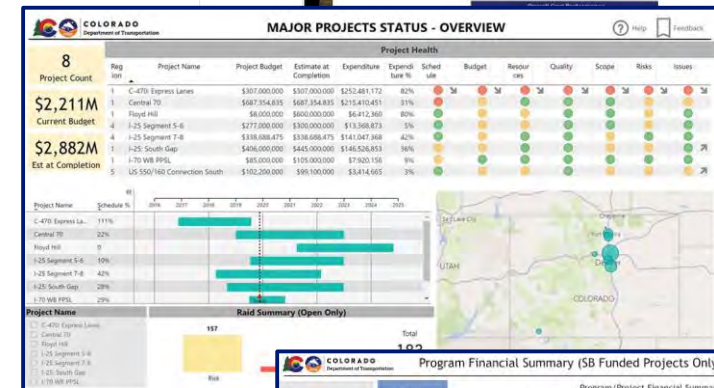 COLORADO
Department of Transportation
MAJOR PROJECTS STATUS - OVERVIEW
? Help
Feedback
8
Project Count
$2,211M
Current Budget
$2,882M
Est at Completion
Project Health
Reg ion Project Name Project Budget Estimate at Completion Expenditure Expendi ture % Sched ule Budget Resour ces Quality Scope Risks Issues
1 C-470: Express Lanes $307,000,000 $307,000,000 $252,481,172 82%
1 Central 70 $687,354,835 $687,354,835 $215,410,451 31%
1 Floyd Hill $8,000,000 $600,000,000 $6,412,360 80%
4 I-25 Segment 5-6 $277,000,000 $300,000,000 $13,368,873 5%
4 I-25 Segment 7-8 $338,688,475 $338,688,475 $141,047,368 42%
1 I-25: South Gap $406,000,000 $445,000,000 $146,526,853 36%
1 I-70 WB PPSL $85,000,000 $105,000,000 $7,920,156 9%
5 US 550/160 Connection South $102,200,000 $99,100,000 $3,414,665 3%
Project Name Schedule % 2016 2017 2018 2019 2020 2021 2022 2023 2024 2025
C-470: Express La... 111%
Central 70 22%
Floyd Hill 0
I-25 Segment 5-6 10%
I-25 Segment 7-8 42%
I-25: South Gap 28%
I-70 WB PPSL 29%
Salt Lake City
Cheyenne
UTAH
COLORADO
Project Name
C-470: Express Lanes
Central 70
Floyd Hill
I-25 Segment 5-6
I-25 Segment 7-8
I-25: South Gap
I-70 WB PPSL
Raid Summary (Open Only)
157
Risk
Total
COLORADO
Department of Transportation
Program Financial Summary (SB Funded Projects Only